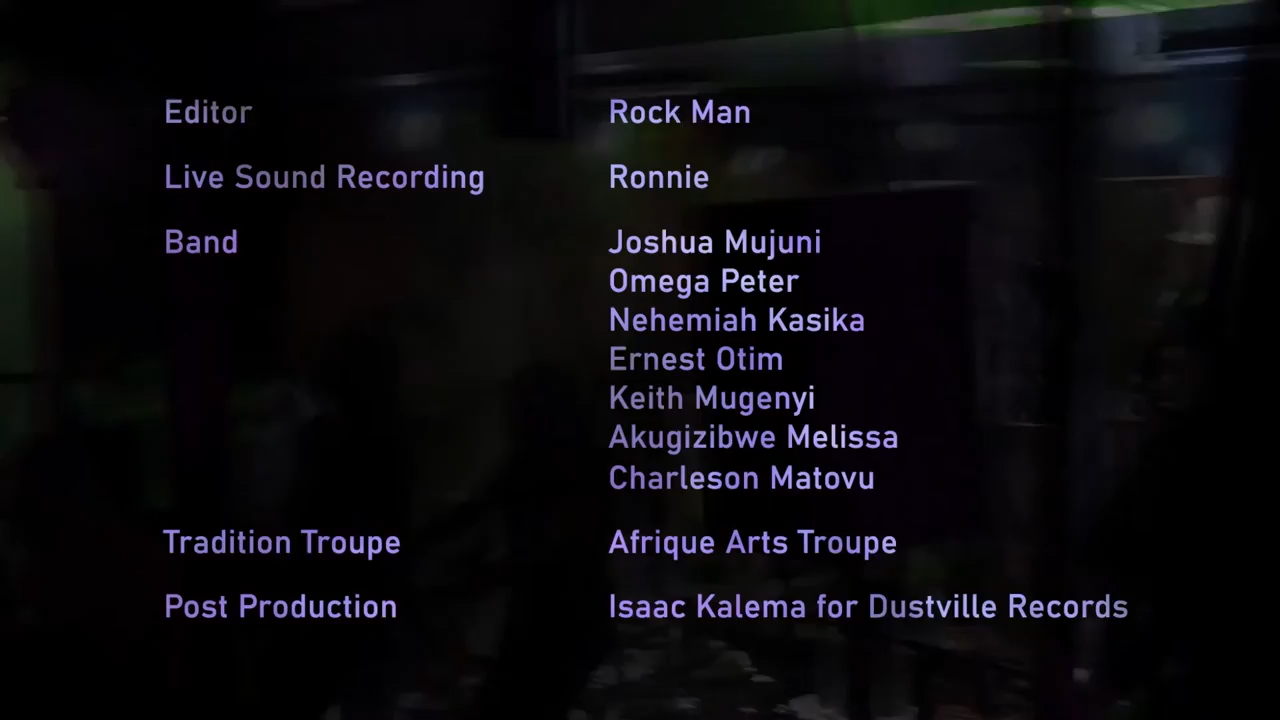 Editor Rock Man
Live Sound Recording Ronnie
Band Joshua Mujuni
Omega Peter
Nehemiah Kasika
Ernest Otim
Keith Mugenyi
Akugizibwe Melissa
Charleson Matovu
Tradition Troupe Afrique Arts Troupe
Post Production Isaac Kalema for Dustville Records